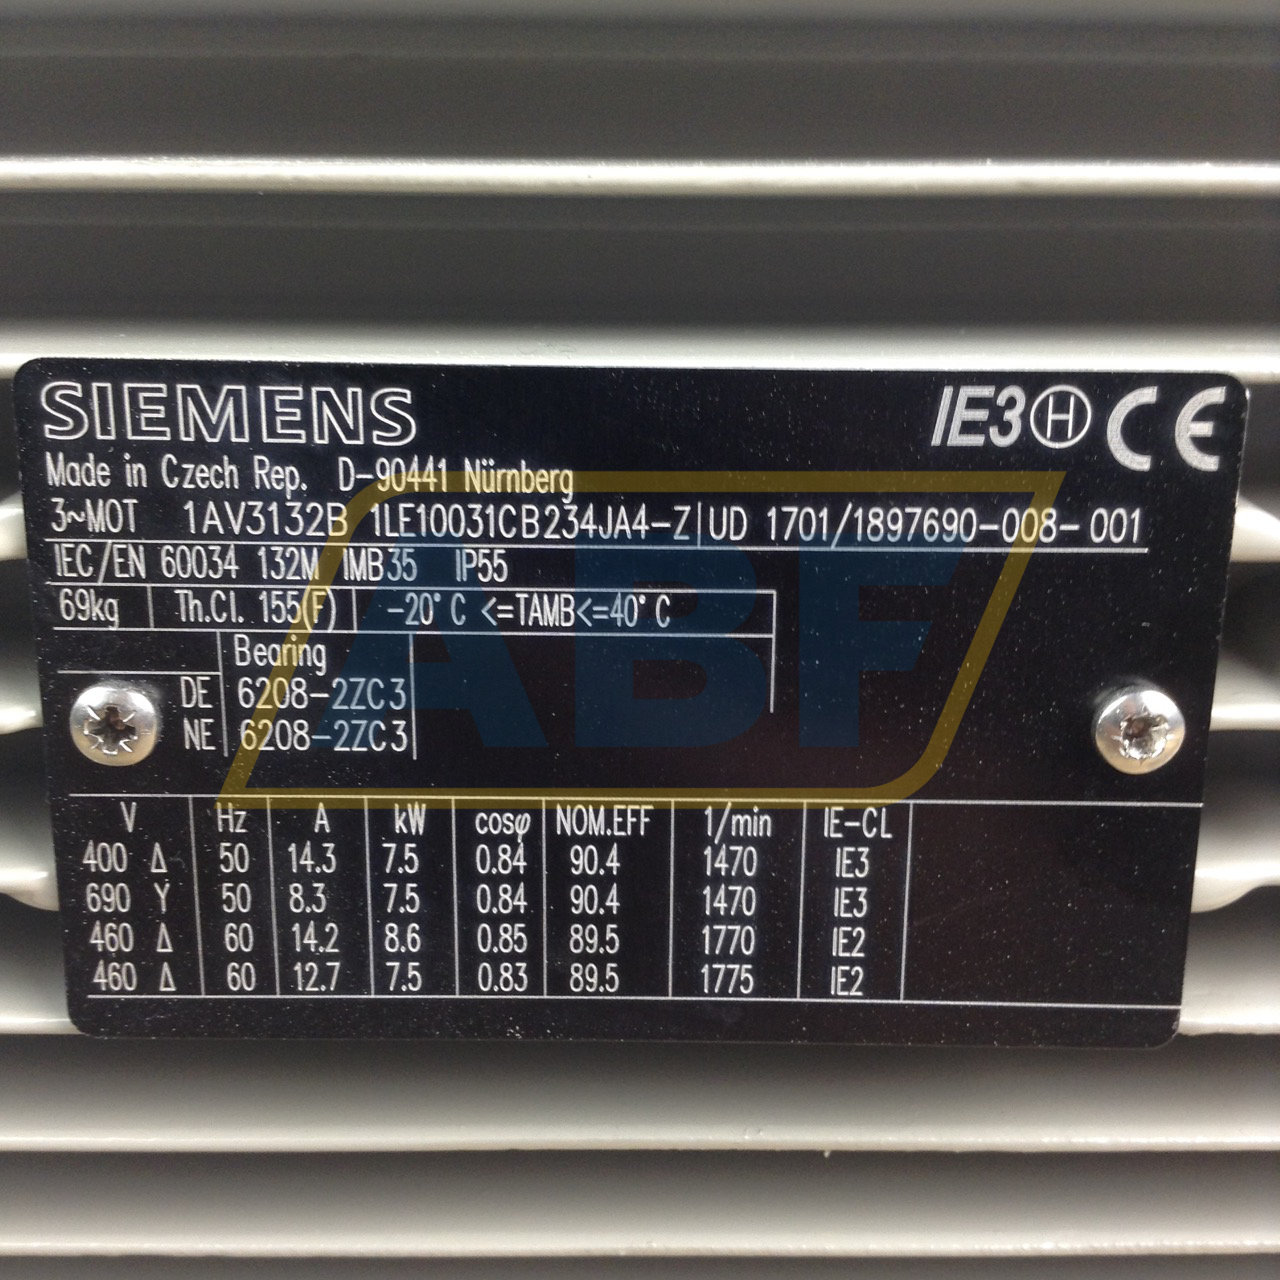 SIEMENS IE3 H CE
Made in Czech Rep. D-90441 Nürnberg
3~MOT 1AV3132B 1LE10031CB234JA4-Z UD 1701/1897690-008-001
IEC/EN 60034 132M IMB35 IP55
69kg Th.Cl. 155(F) -20°C <=TAMB<=40°C
Bearing
DE 6208-2ZC3
NE 6208-2ZC3
V Hz A kW cosφ NOM.EFF 1/min IE-CL
400 Δ 50 14.3 7.5 0.84 90.4 1470 IE3
690 Y 50 8.3 7.5 0.84 90.4 1470 IE3
460 Δ 60 14.2 8.6 0.85 89.5 1770 IE2
460 Δ 60 12.7 7.5 0.83 89.5 1775 IE2
ABF